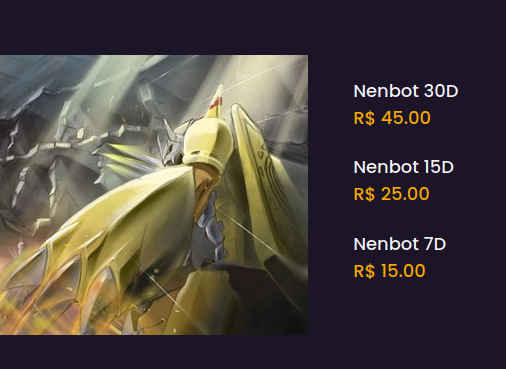 Nenbot 30D
R$ 45.00
Nenbot 15D
R$ 25.00
Nenbot 7D
R$ 15.00